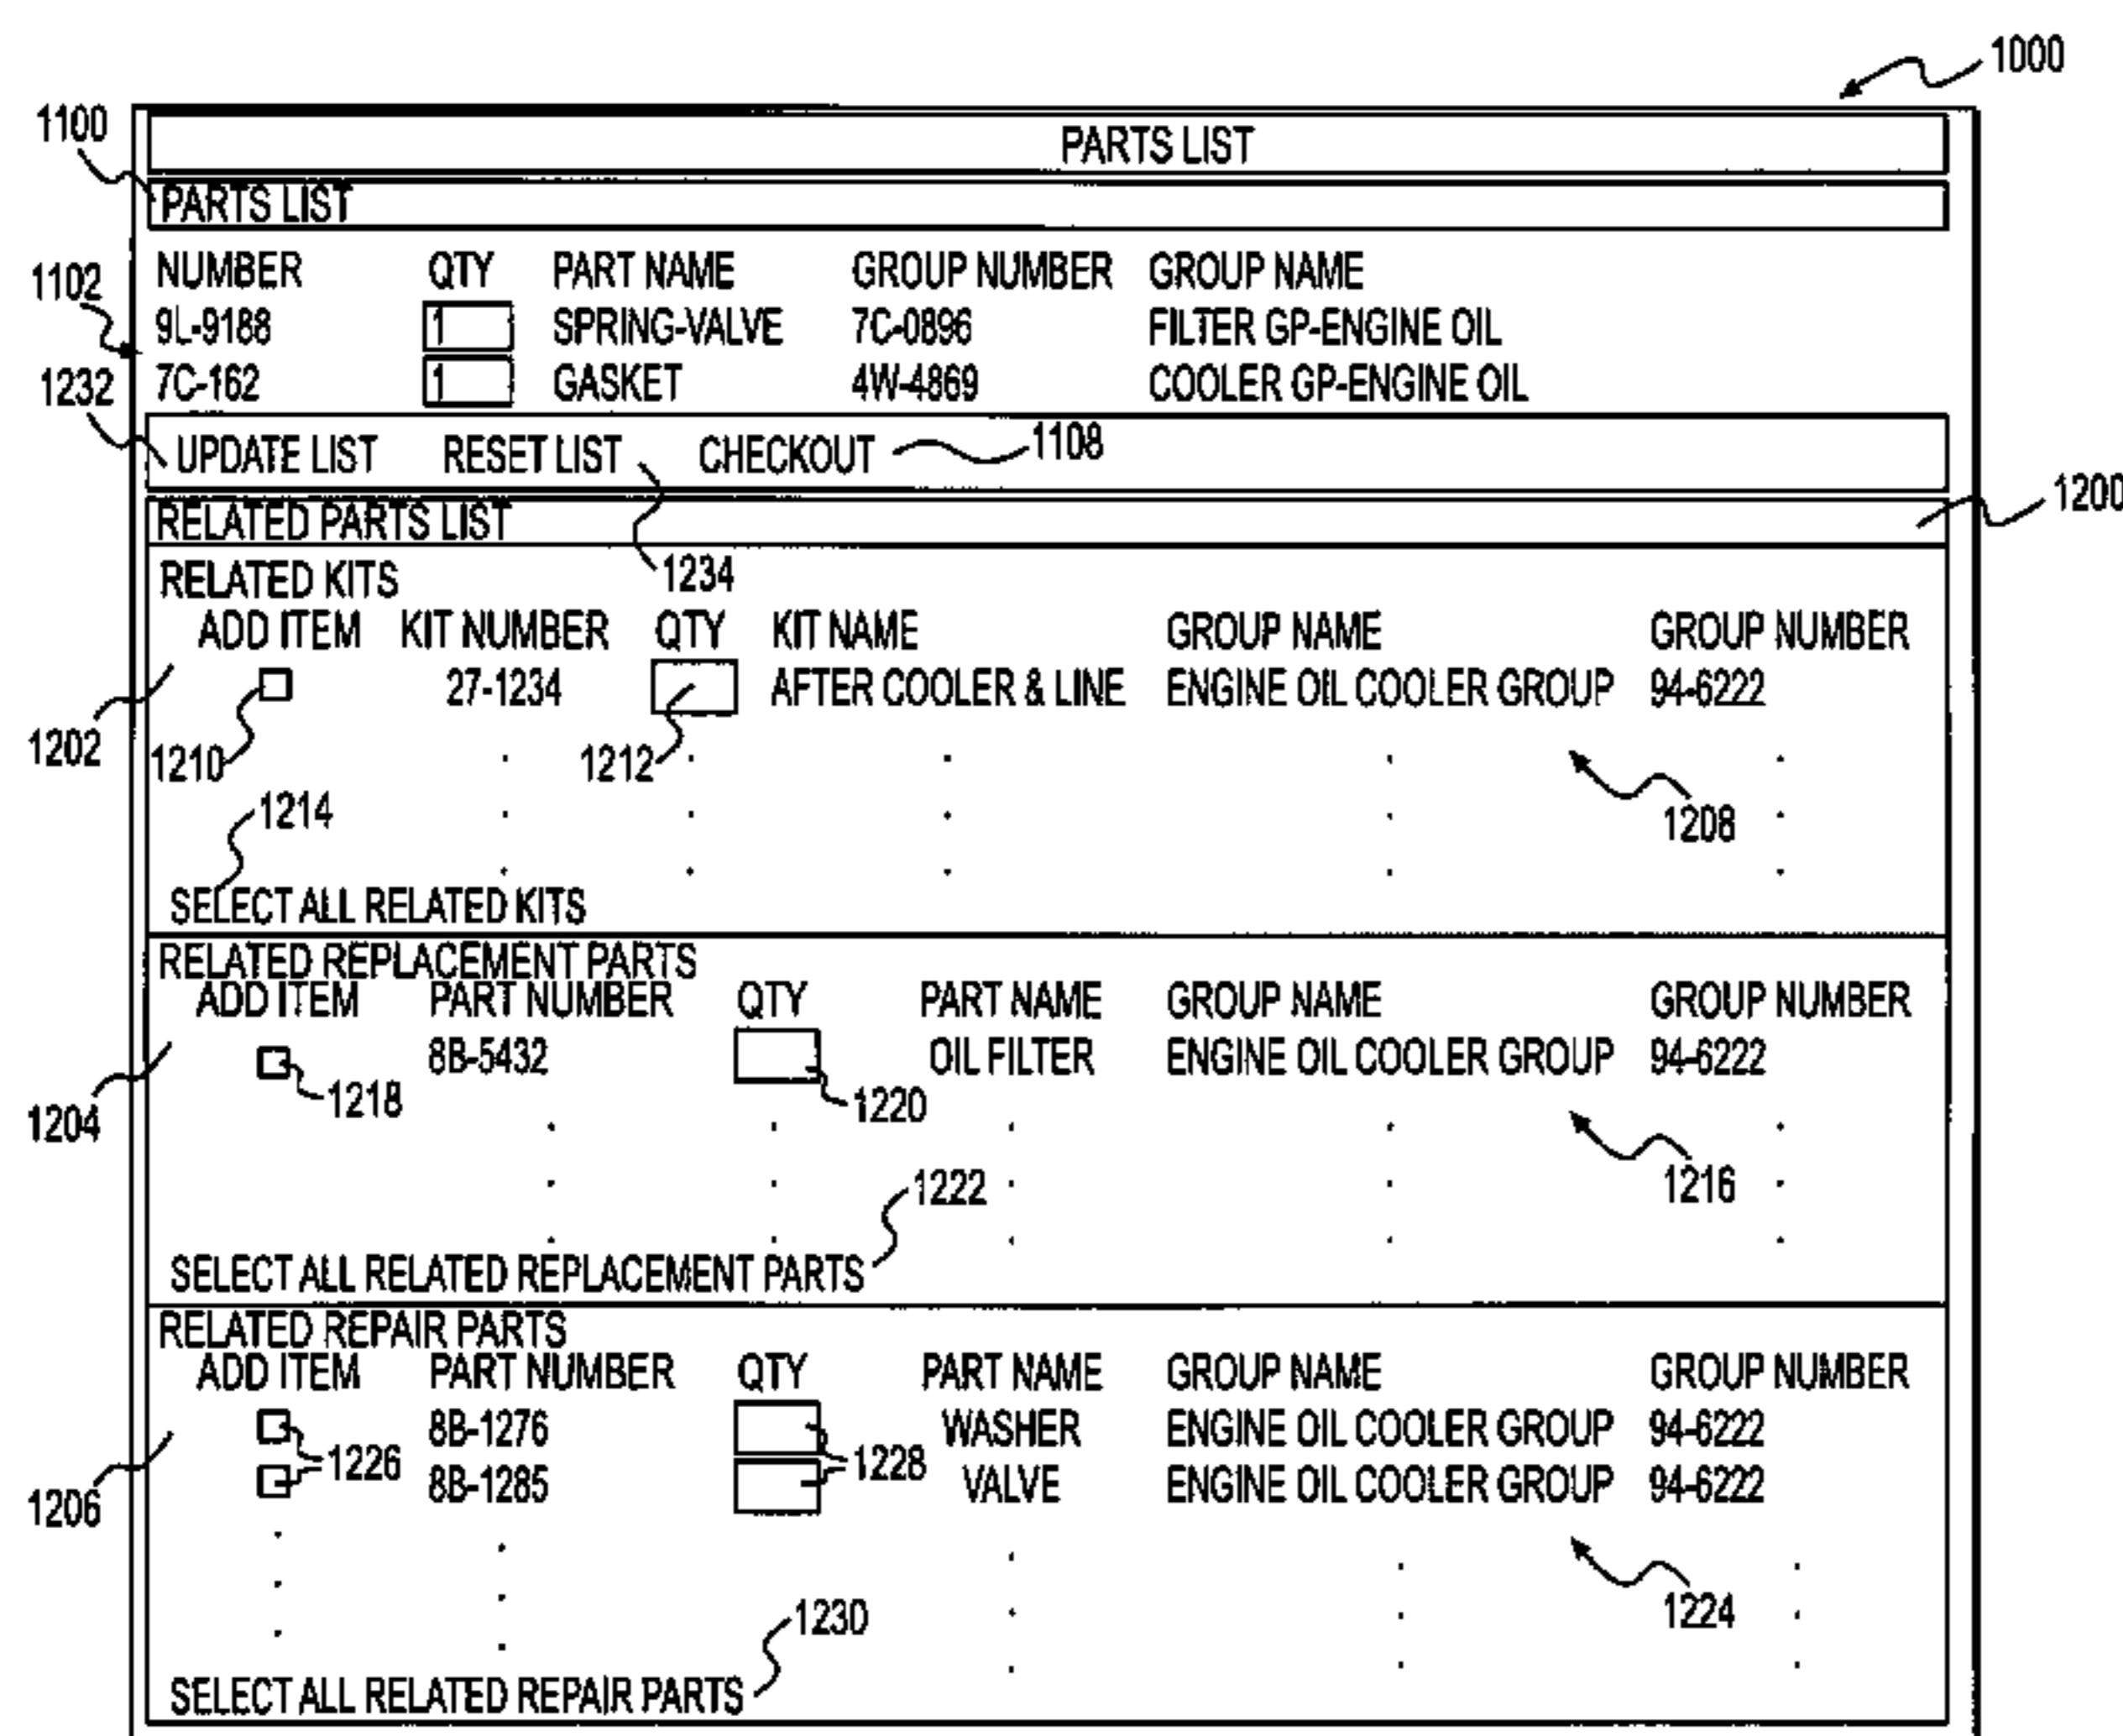 1000
1100
PARTS LIST
PARTS LIST
1102
NUMBER QTY PART NAME GROUP NUMBER GROUP NAME
9L-9188 1 SPRING-VALVE 7C-0896 FILTER GP-ENGINE OIL
1232
7C-162 1 GASKET 4W-4869 COOLER GP-ENGINE OIL
UPDATE LIST RESET LIST CHECKOUT 1108
1200
RELATED PARTS LIST
RELATED KITS 1234
ADD ITEM KIT NUMBER QTY KIT NAME GROUP NAME GROUP NUMBER
27-1234 AFTER COOLER & LINE ENGINE OIL COOLER GROUP 94-6222
1202 1210 1212
1214 1208
SELECT ALL RELATED KITS
RELATED REPLACEMENT PARTS
ADD ITEM PART NUMBER QTY PART NAME GROUP NAME GROUP NUMBER
8B-5432 OIL FILTER ENGINE OIL COOLER GROUP 94-6222
1204 1218 1220
1222 1216
SELECT ALL RELATED REPLACEMENT PARTS
RELATED REPAIR PARTS
ADD ITEM PART NUMBER QTY PART NAME GROUP NAME GROUP NUMBER
8B-1276 WASHER ENGINE OIL COOLER GROUP 94-6222
1226 1228
8B-1285 VALVE ENGINE OIL COOLER GROUP 94-6222
1206
1230 1224
SELECT ALL RELATED REPAIR PARTS